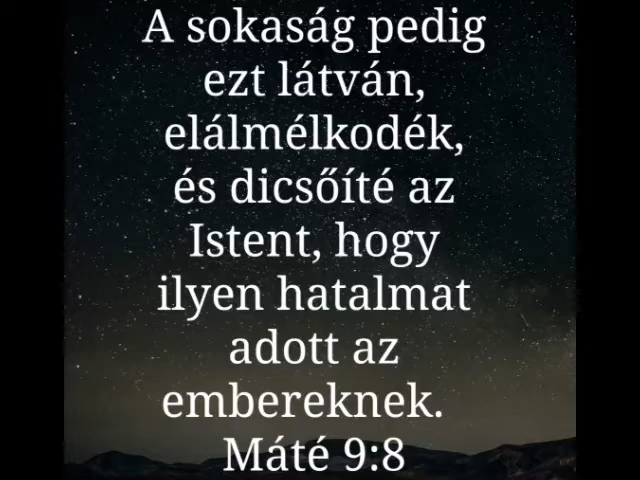 A sokaság pedig
ezt látván,
elálmélkodék,
és dicsőíté az
Istent, hogy
ilyen hatalmat
adott az
embereknek.
Máté 9:8